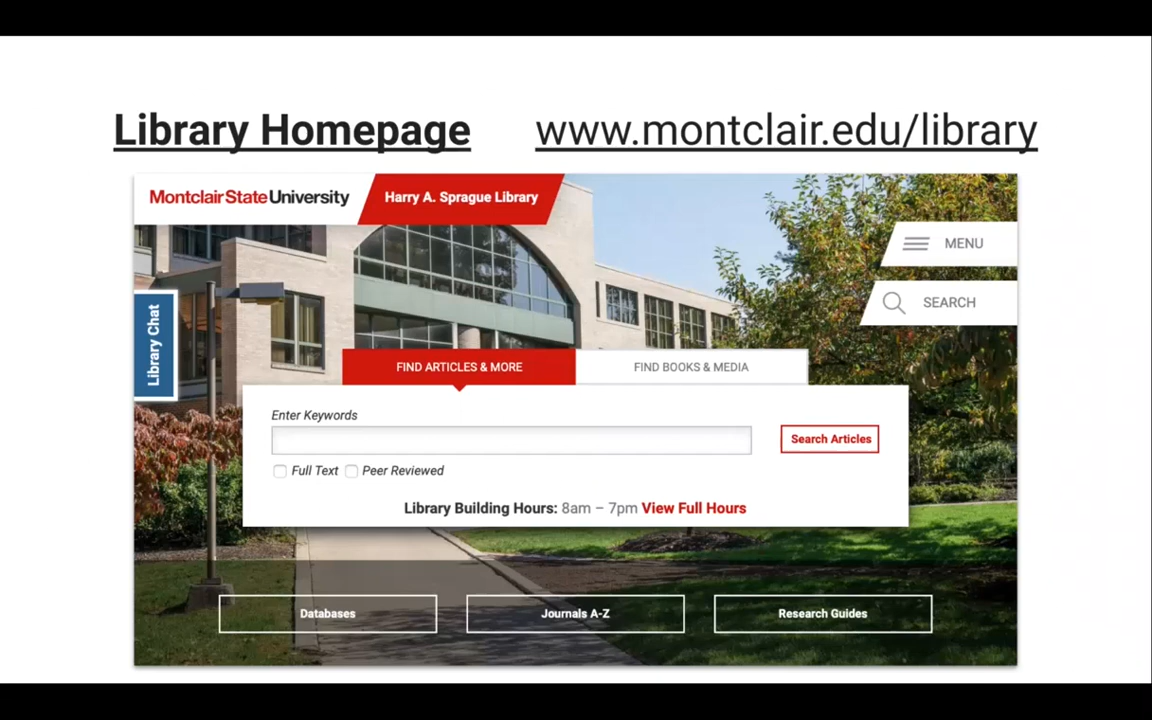 Library Homepage www.montclair.edu/library
Montclair State University Harry A. Sprague Library
MENU
SEARCH
Library Chat
FIND ARTICLES & MORE FIND BOOKS & MEDIA
Enter Keywords
Search Articles
Full Text Peer Reviewed
Library Building Hours: 8am – 7pm View Full Hours
Databases Journals A-Z Research Guides